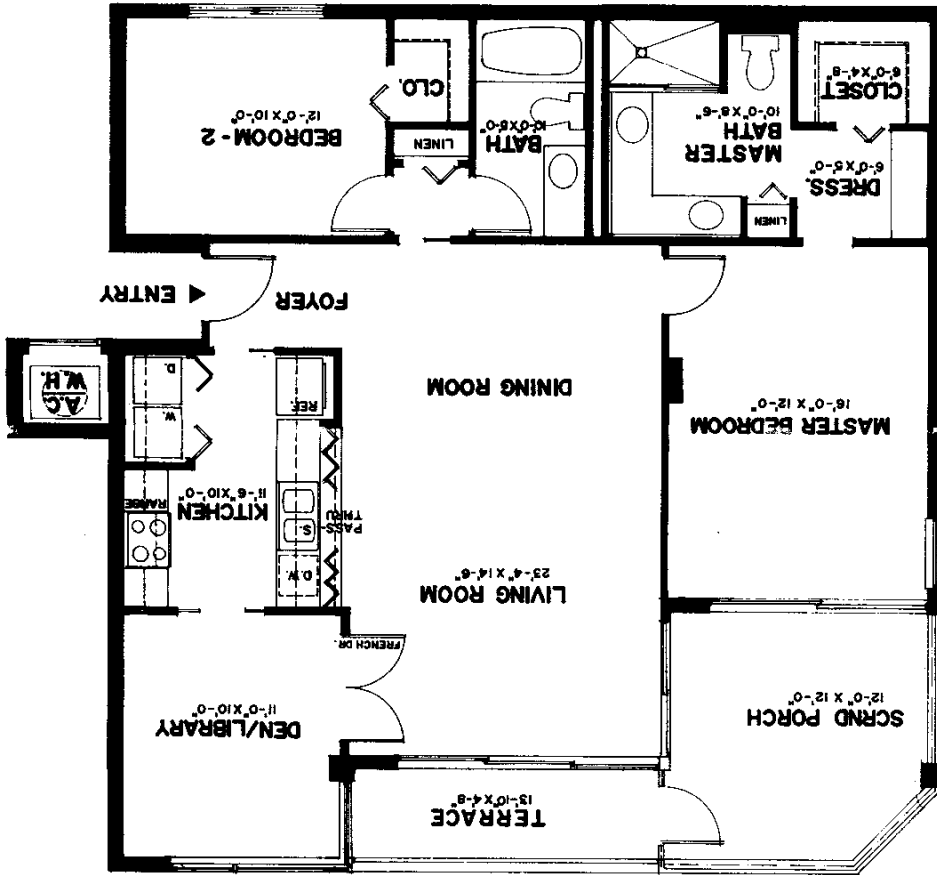 TERRACE
13'-10"X4'-8"
SCRND PORCH
12'-0" X 12'-0"
DEN/LIBRARY
11'-0"X10'-0"
FRENCH DR.
LIVING ROOM
23'-4" X 14'-6"
D.W.
S.
PASS-
THRU
KITCHEN
11'-6"X10'-0"
RANGE
MASTER BEDROOM
16'-0" X 12'-0"
DINING ROOM
REF.
W.
D.
A.C.
W.H.
FOYER
ENTRY
LINEN
DRESS.
6'-0"X5'-0"
MASTER
BATH
10'-0"X8'-6"
CLOSET
6'-0"X4'-8"
BATH
10'-0"X5'-0"
LINEN
CLO.
BEDROOM-2
12'-0"X10'-0"